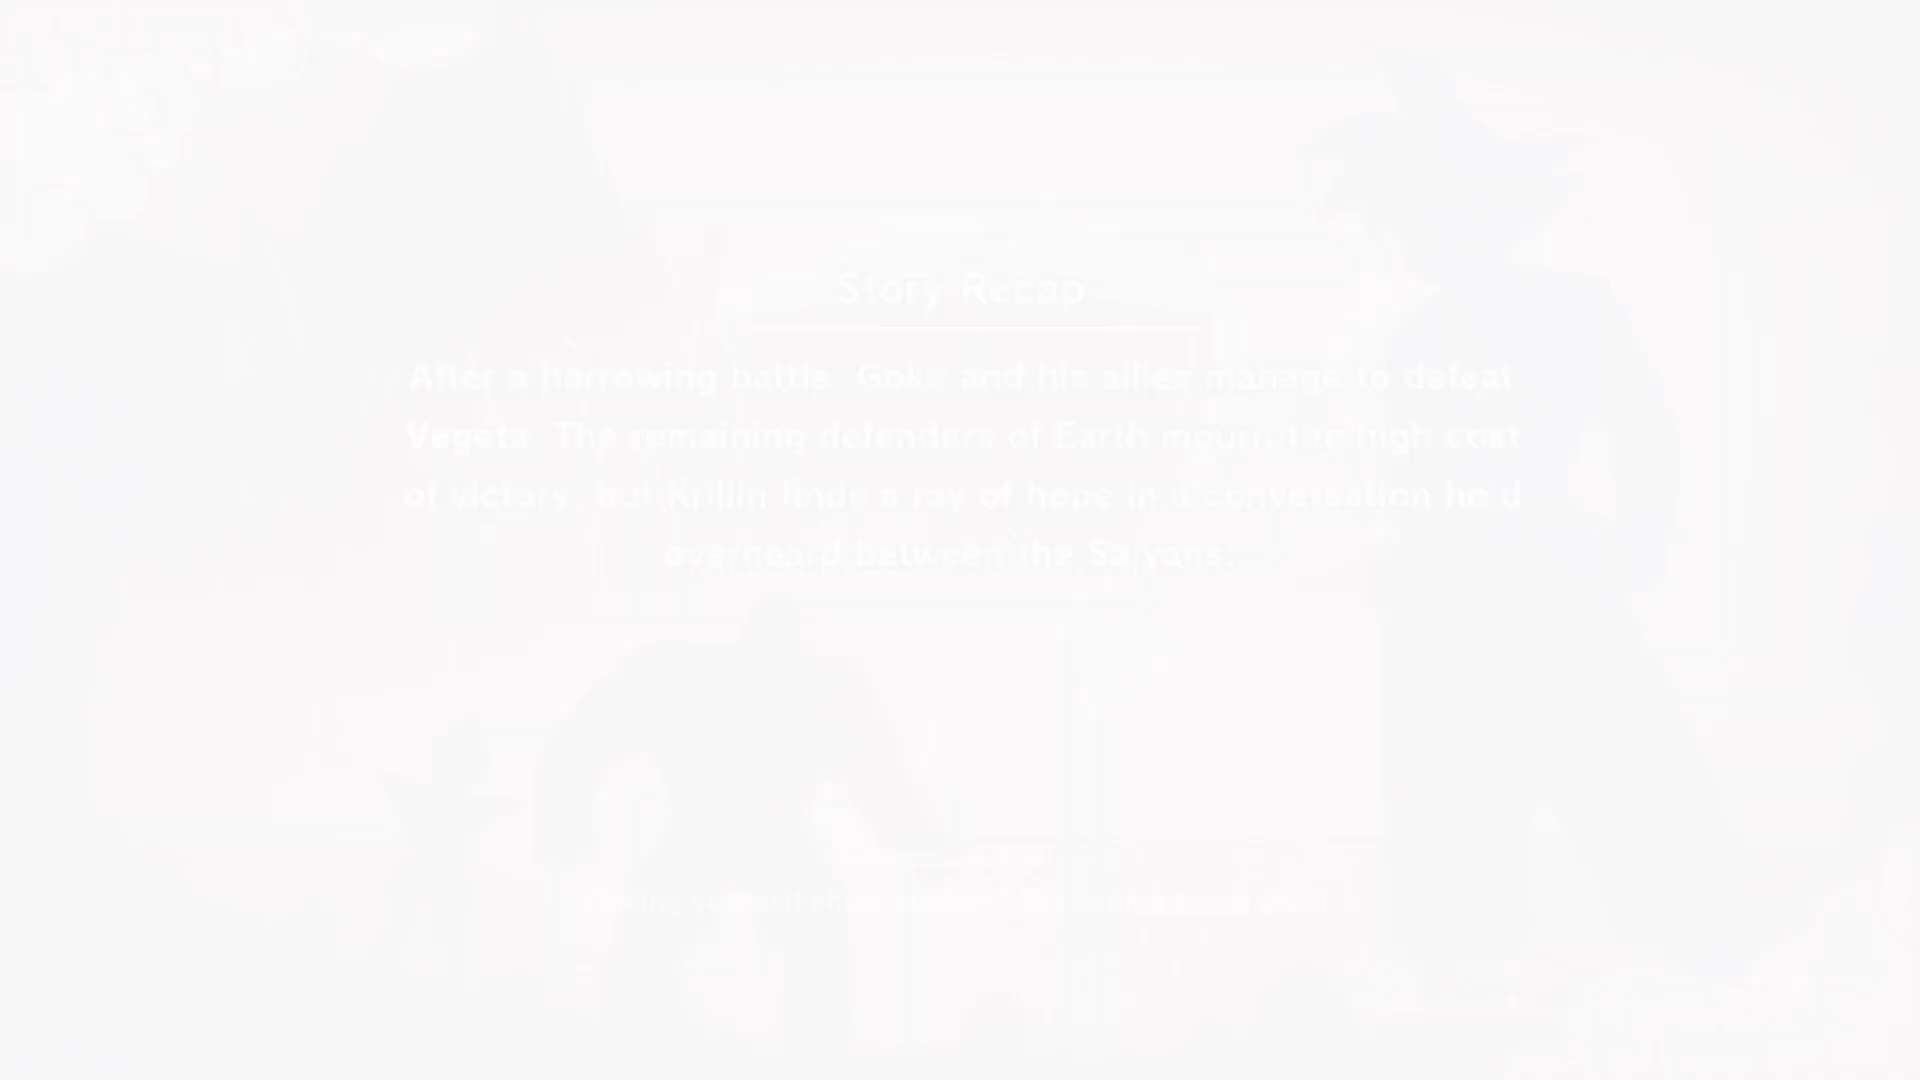 Story Recap
After a harrowing battle, Goku and his allies manage to defeat
Vegeta. The remaining defenders of Earth mourn the high cost
of victory, but Krillin finds a ray of hope in a conversation he'd
overheard between the Saiyans...